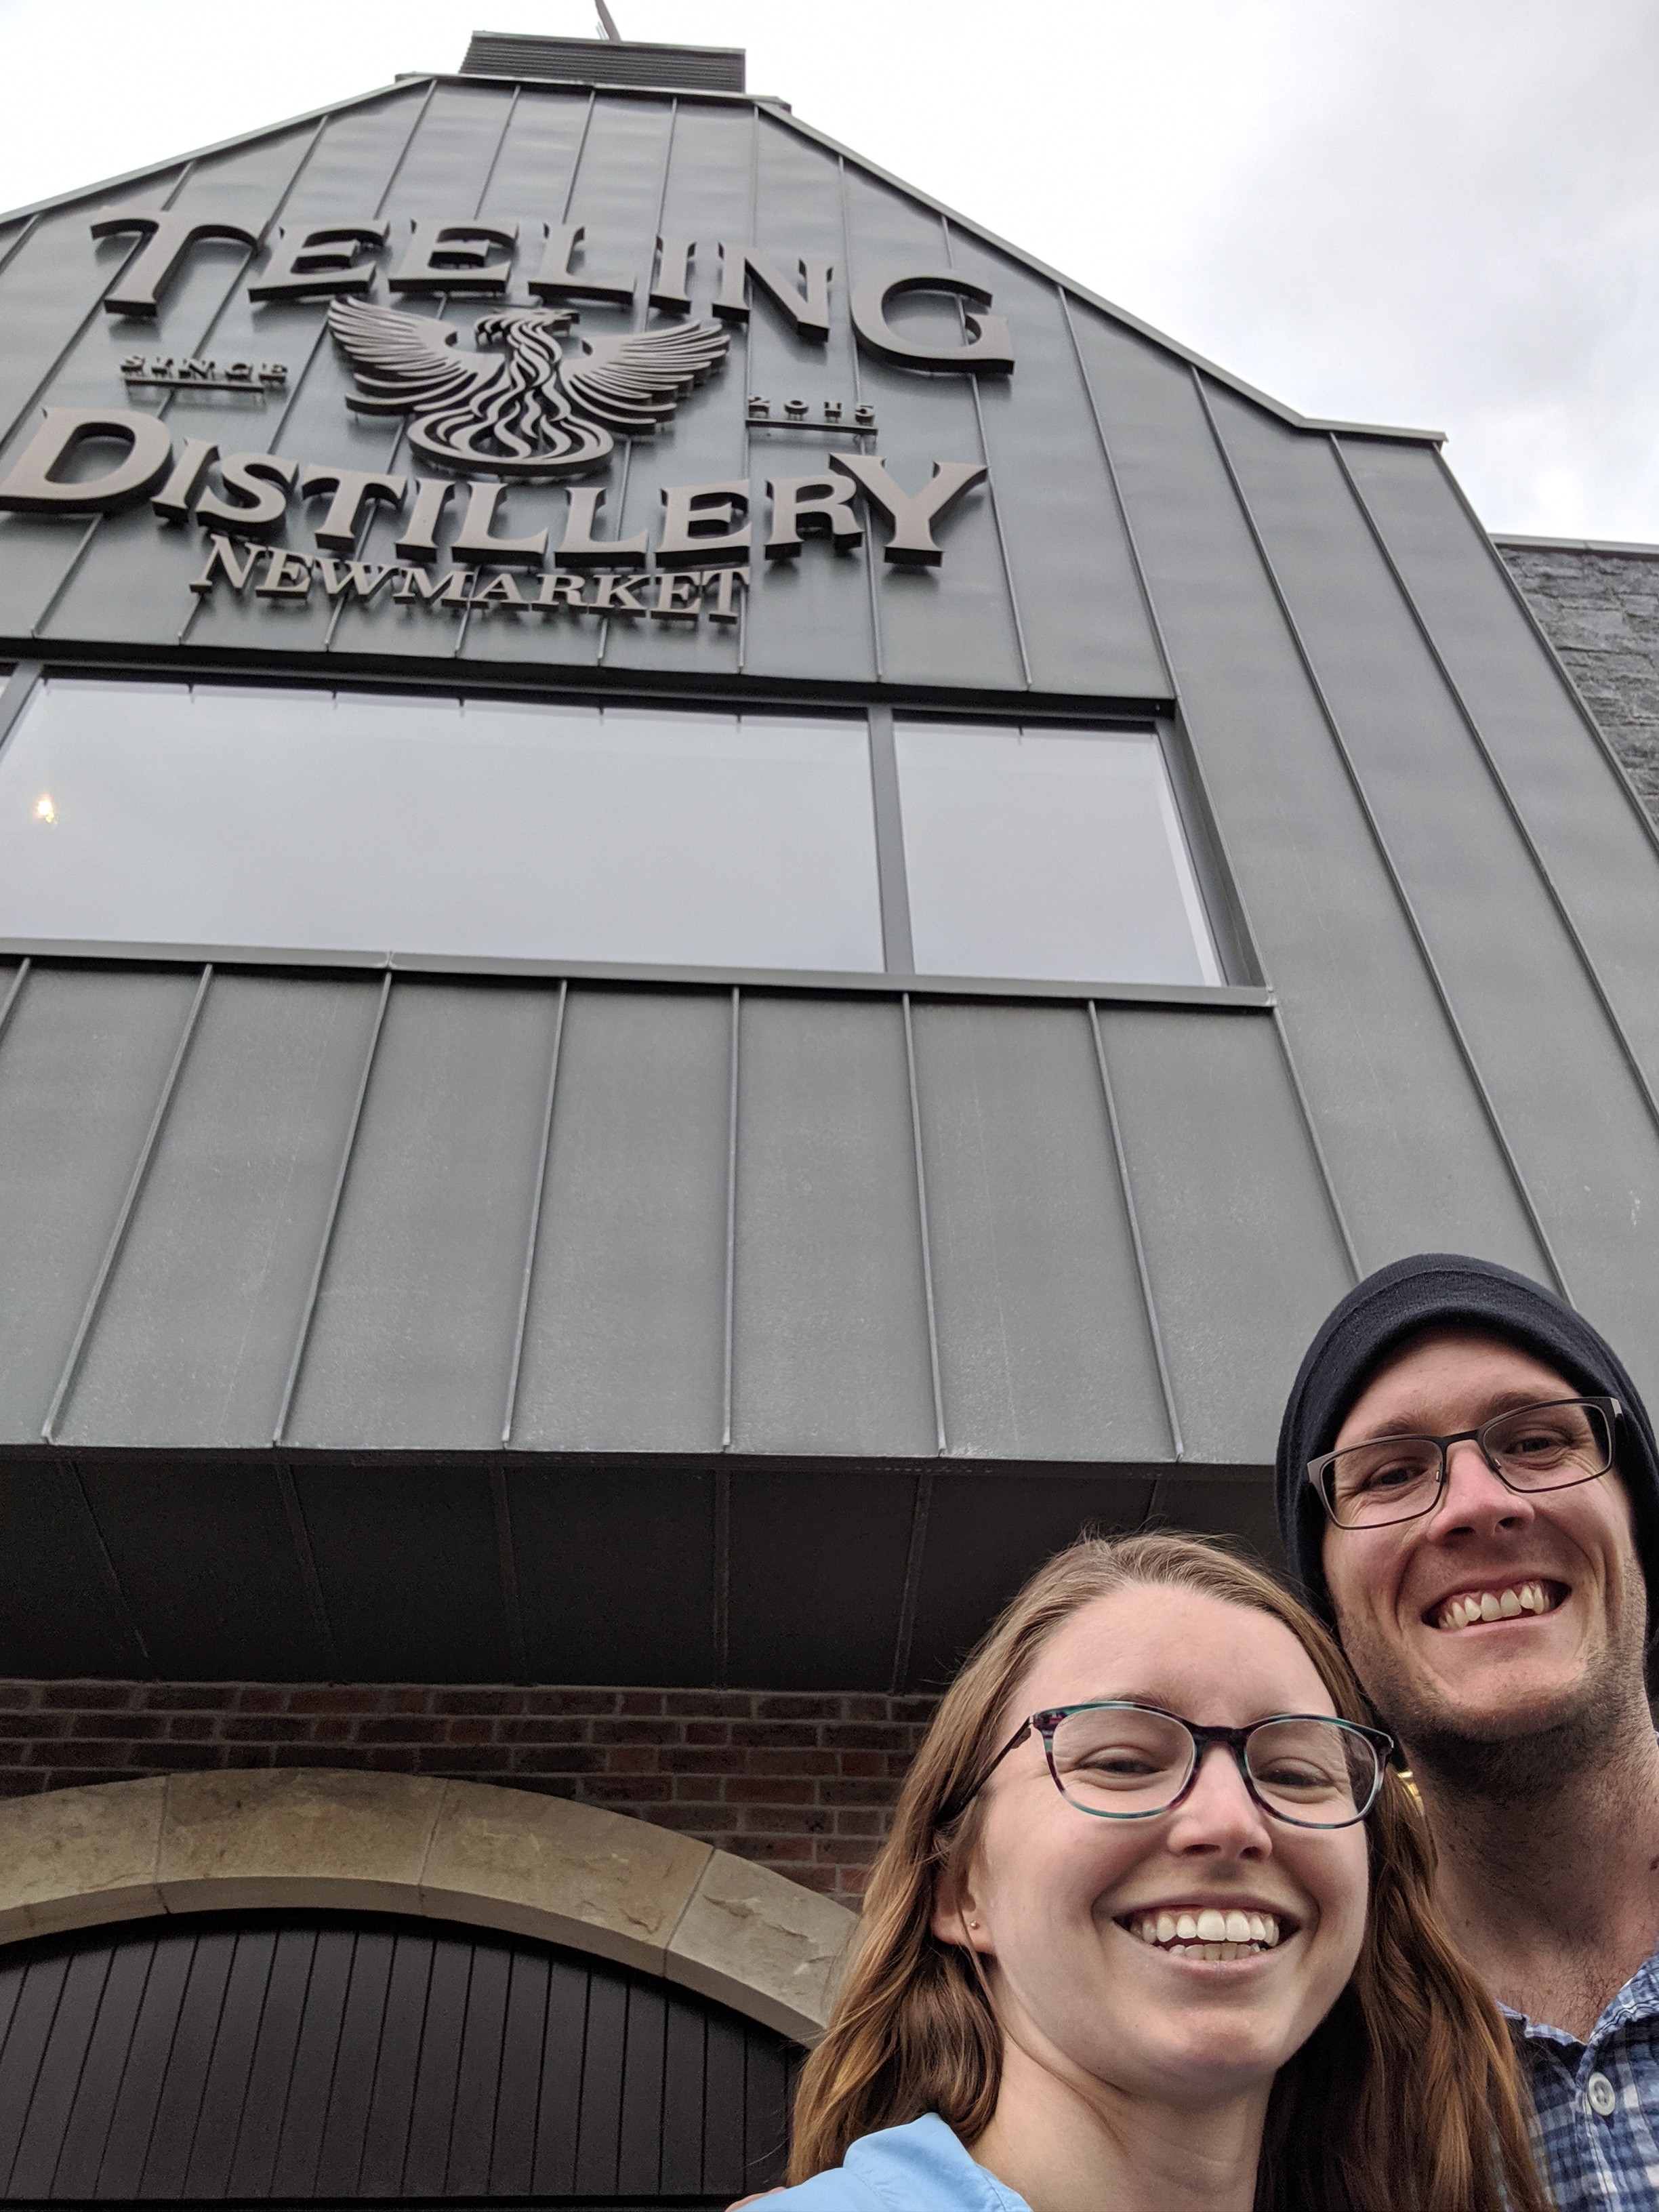 TEELING
SINCE 2015
DISTILLERY
NEWMARKET